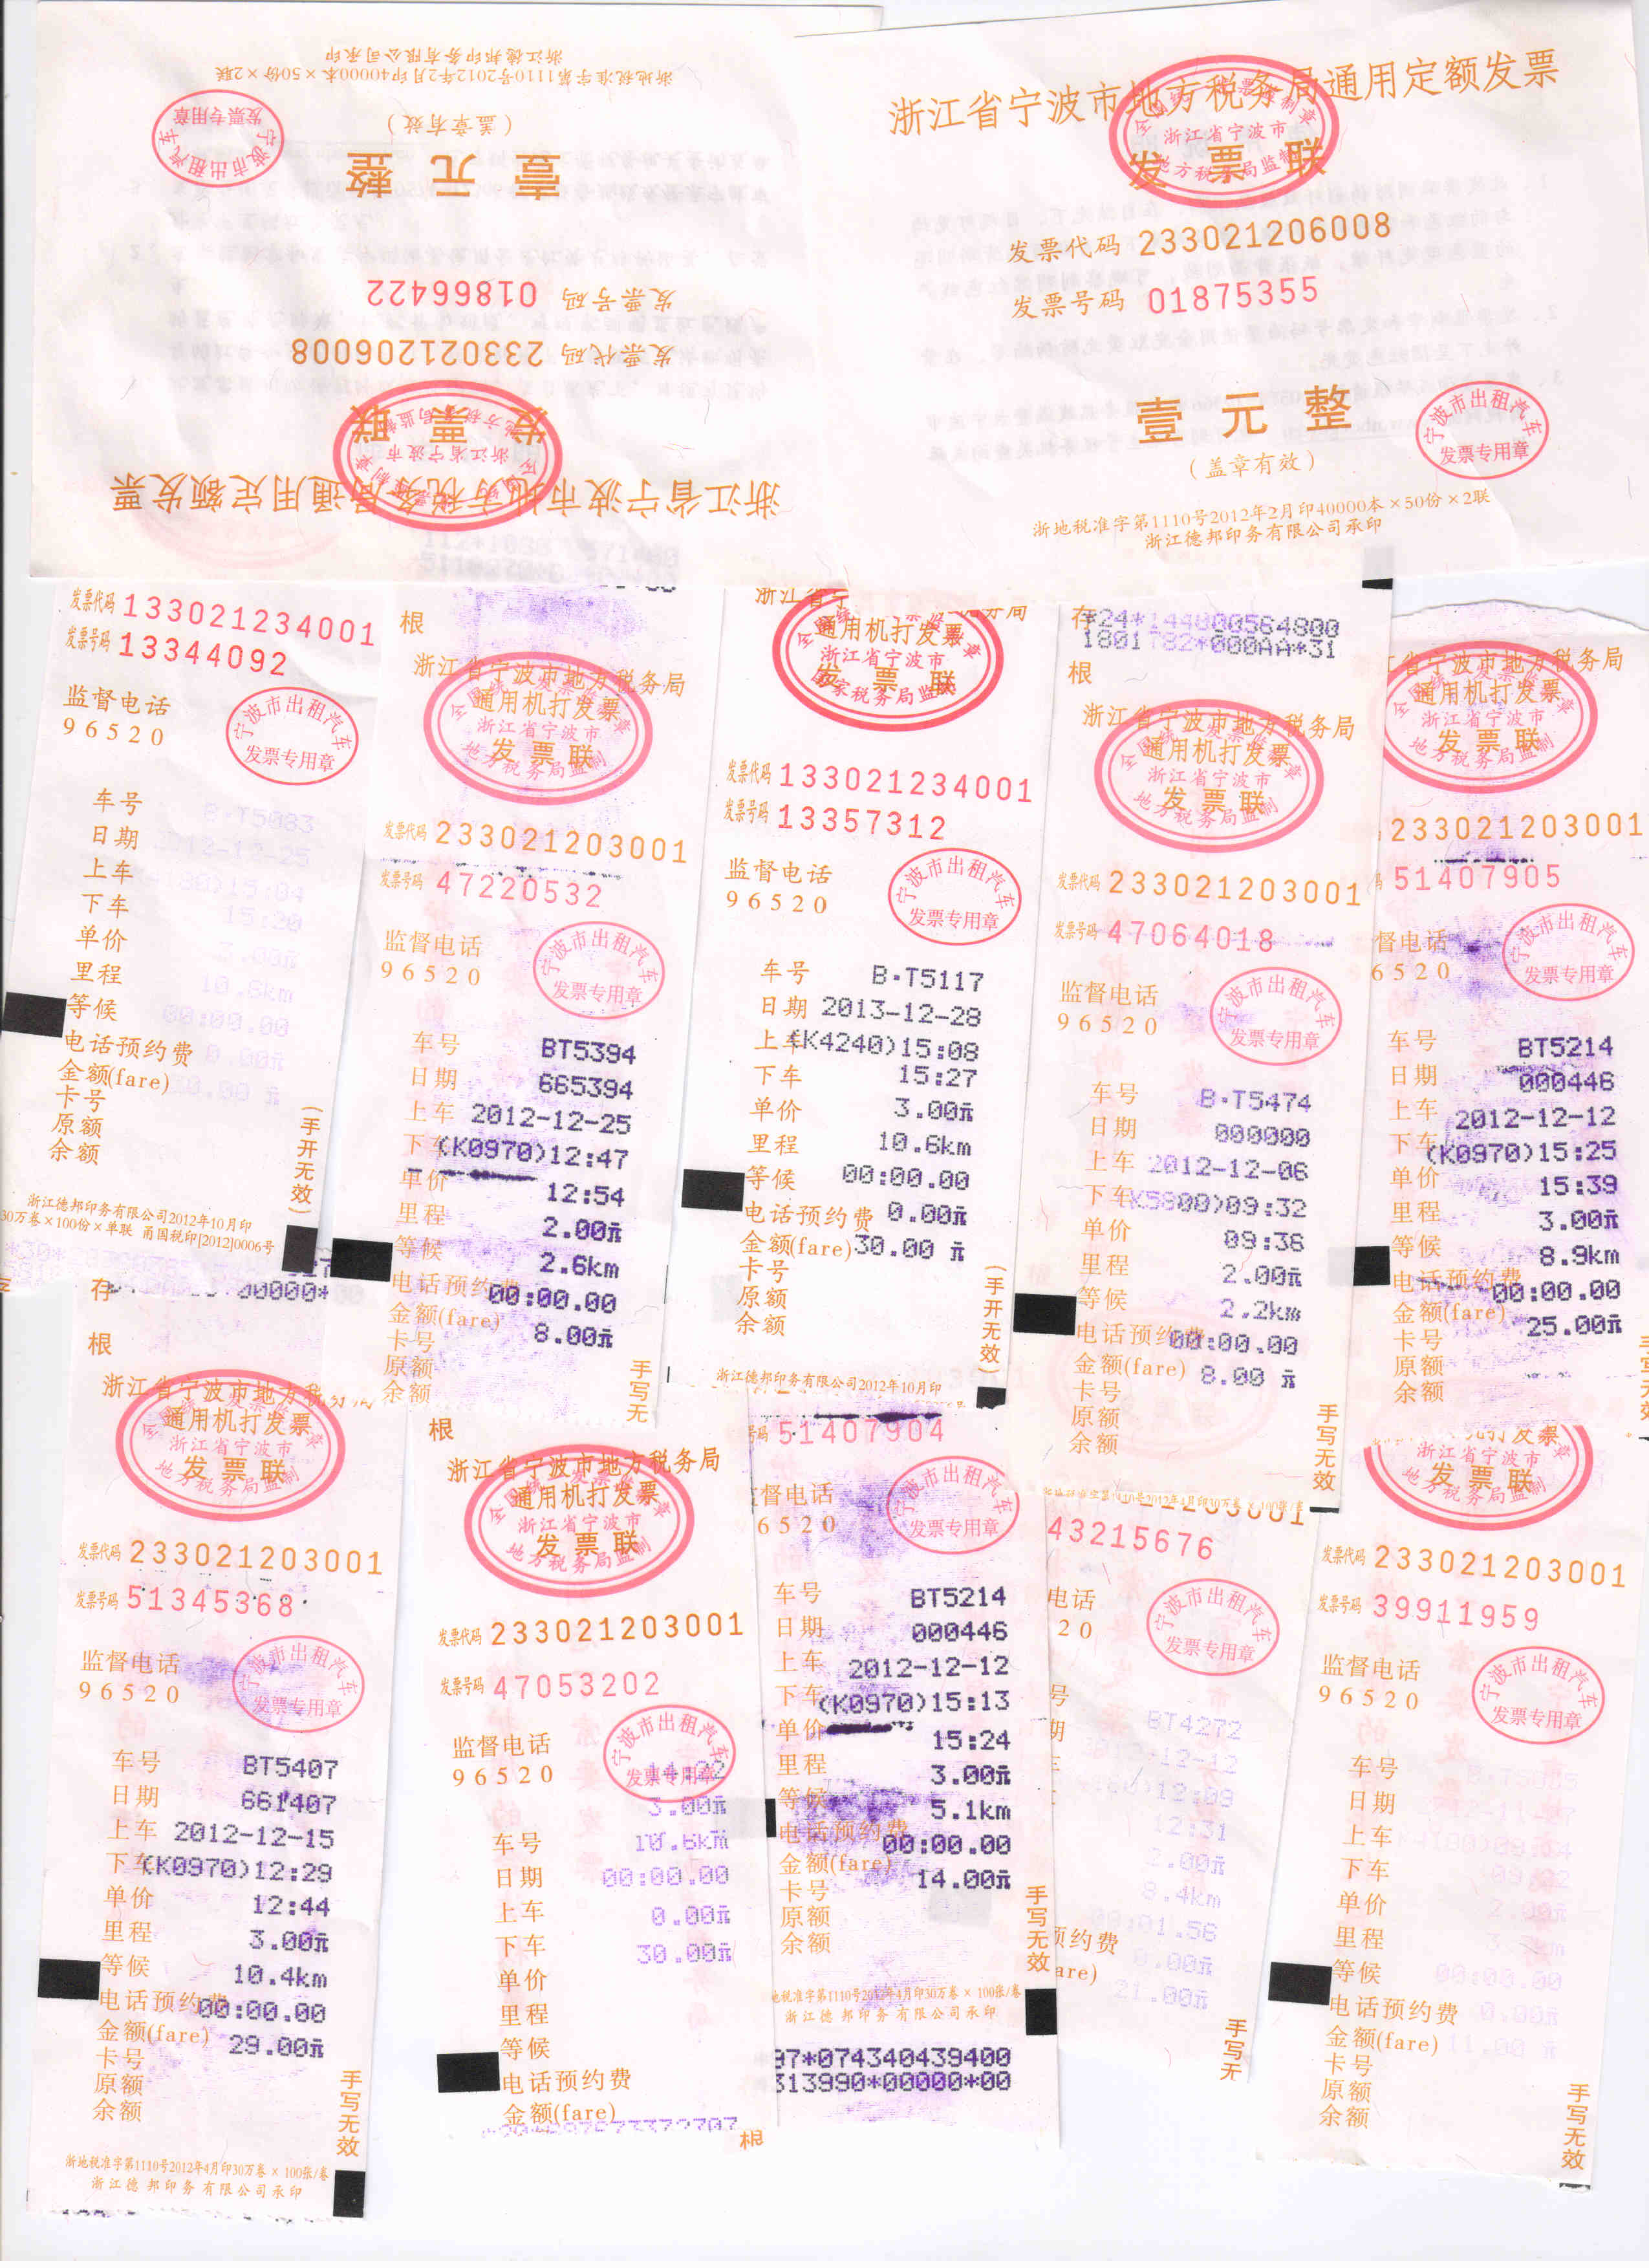 浙江省宁波市地方税务局通用定额发票
发票联
发票代码 233021206008
发票号码 01866422
壹元整
(盖章有效)
宁波市出租汽车
发票专用章
浙地税准字第1110号2012年2月印40000本×50份×2联
浙江德邦印务有限公司承印
浙江省宁波市地方税务局通用定额发票
发票联
浙江省宁波市
地方税务局监制
发票代码 233021206008
发票号码 01875355
壹元整
(盖章有效)
宁波市出租汽车
发票专用章
浙地税准字第1110号2012年2月印40000本×50份×2联
浙江德邦印务有限公司承印
发票代码 133021234001
发票号码 13344092
监督电话
96520
宁波市出租汽车
发票专用章
车号 B·T5083
日期 2012-12-25
上车 15:04
下车 15:20
单价 3.00元
里程 10.6km
等候 00:00.00
电话预约费 0.00元
金额(fare) 30.00 元
卡号
原额
余额
(手开无效)
浙江德邦印务有限公司2012年10月印
30万卷×100份×单联 甬国税印[2012]0006号
根
浙江省宁波市地方税务局
通用机打发票
浙江省宁波市
发票联
地方税务局监制
发票代码 233021203001
发票号码 47220532
监督电话
96520
宁波市出租汽车
发票专用章
车号 BT5394
日期 665394
上车 2012-12-25
下车 (K0970)12:47
单价 12:54
里程 2.00元
等候 2.6km
电话预约费 00:00.00
金额(fare) 8.00元
卡号
原额
余额
手写无
通用机打发票
浙江省宁波市
发票联
国家税务局监制
发票代码 133021234001
发票号码 13357312
监督电话
96520
宁波市出租汽车
发票专用章
车号 B·T5117
日期 2013-12-28
上车 (K4240)15:08
下车 15:27
单价 3.00元
里程 10.6km
等候 00:00.00
电话预约费 0.00元
金额(fare) 30.00 元
卡号
原额
余额
(手开无效)
浙江德邦印务有限公司2012年10月印
存
*24*144000564800
1801782*000AA*31
根
浙江省宁波市地方税务局
通用机打发票
浙江省宁波市
发票联
地方税务局监制
发票代码 233021203001
发票号码 47064018
监督电话
96520
宁波市出租汽车
发票专用章
车号 B·T5474
日期 000000
上车 2012-12-06
下车 (K5800)09:32
单价 09:36
里程 2.00元
等候 2.2km
电话预约费 00:00.00
金额(fare) 8.00 元
卡号
原额
余额
手写无效
江省宁波市地方税务局
通用机打发票
浙江省宁波市
发票联
地方税务局监制
233021203001
51407905
督电话
6520
宁波市出租汽车
发票专用章
车号 BT5214
日期 000446
上车 2012-12-12
下车 (K0970)15:25
单价 15:39
里程 3.00元
等候 8.9km
电话预约费 00:00.00
金额(fare) 25.00元
卡号
原额
余额
存
根
浙江省宁波市地方税务局
通用机打发票
浙江省宁波市
发票联
地方税务局监制
发票代码 233021203001
发票号码 51345368
监督电话
96520
宁波市出租汽车
发票专用章
车号 BT5407
日期 661407
上车 2012-12-15
下车 (K0970)12:29
单价 12:44
里程 3.00元
等候 10.4km
电话预约费 00:00.00
金额(fare) 29.00元
卡号
原额
余额
手写无效
浙地税准字第1110号2012年4月印30万卷×100张/卷
浙江德邦印务有限公司承印
根
浙江省宁波市地方税务局
通用机打发票
浙江省宁波市
发票联
地方税务局监制
发票代码 233021203001
发票号码 47053202
监督电话
96520
宁波市出租汽车
发票专用章
14:22
3.00元
车号 10.6km
日期 00:00.00
上车 0.00元
下车 30.00元
单价
里程
等候
电话预约费
金额(fare)
根
号码 51407904
督电话
6520
宁波市出租汽车
发票专用章
车号 BT5214
日期 000446
上车 2012-12-12
下车 (K0970)15:13
单价 15:24
里程 3.00元
等候 5.1km
电话预约费 00:00.00
金额(fare) 14.00元
卡号
原额
余额
手写无效
地税准字第1110号2012年4月印30万卷×100张/卷
浙江德邦印务有限公司承印
97*074340439400
313990*00000*00
43215676
电话
20
宁波市出租汽车
发票专用章
号 BT4272
期 12-12
12:09
12:31
2.00元
8.4km
00:01.56
预约费 0.00元
are) 21.00元
手写无
浙江省宁波市
发票联
地方税务局监制
发票代码 233021203001
发票号码 39911959
监督电话
96520
宁波市出租汽车
发票专用章
车号
日期
上车
下车
单价 2.00元
里程
等候 00:00.00
电话预约费 0.00元
金额(fare) 11.00 元
卡号
原额
余额
手写无效